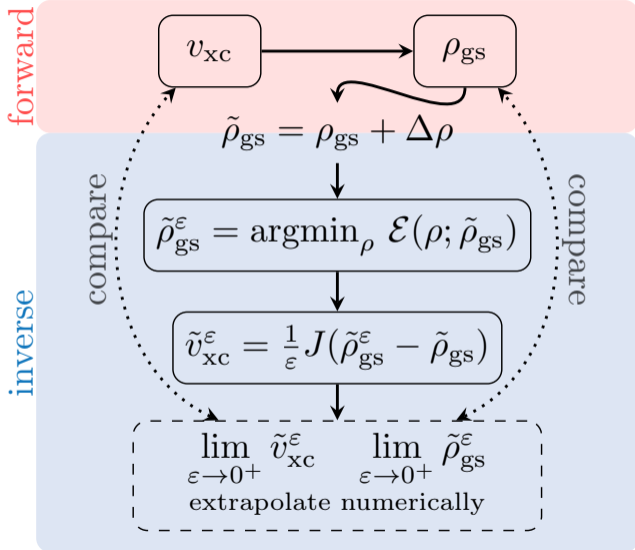 forward
v_xc
ρ_gs
ρ̃_gs = ρ_gs + Δρ
compare
compare
inverse
ρ̃^ε_gs = argmin_ρ ℰ(ρ; ρ̃_gs)
ṽ^ε_xc = 1/ε J(ρ̃^ε_gs − ρ̃_gs)
lim_{ε→0⁺} ṽ^ε_xc lim_{ε→0⁺} ρ̃^ε_gs
extrapolate numerically